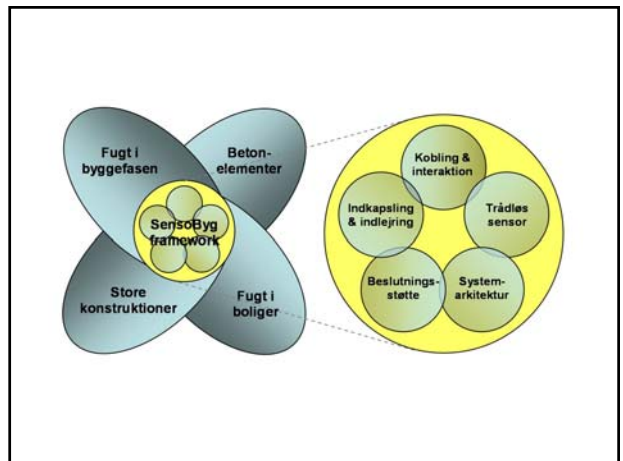 Fugt i
byggefasen
Beton-
elementer
SensoByg
framework
Store
konstruktioner
Fugt i
boliger
Kobling &
interaktion
Indkapsling
& indlejring
Trådløs
sensor
Beslutnings-
støtte
System-
arkitektur